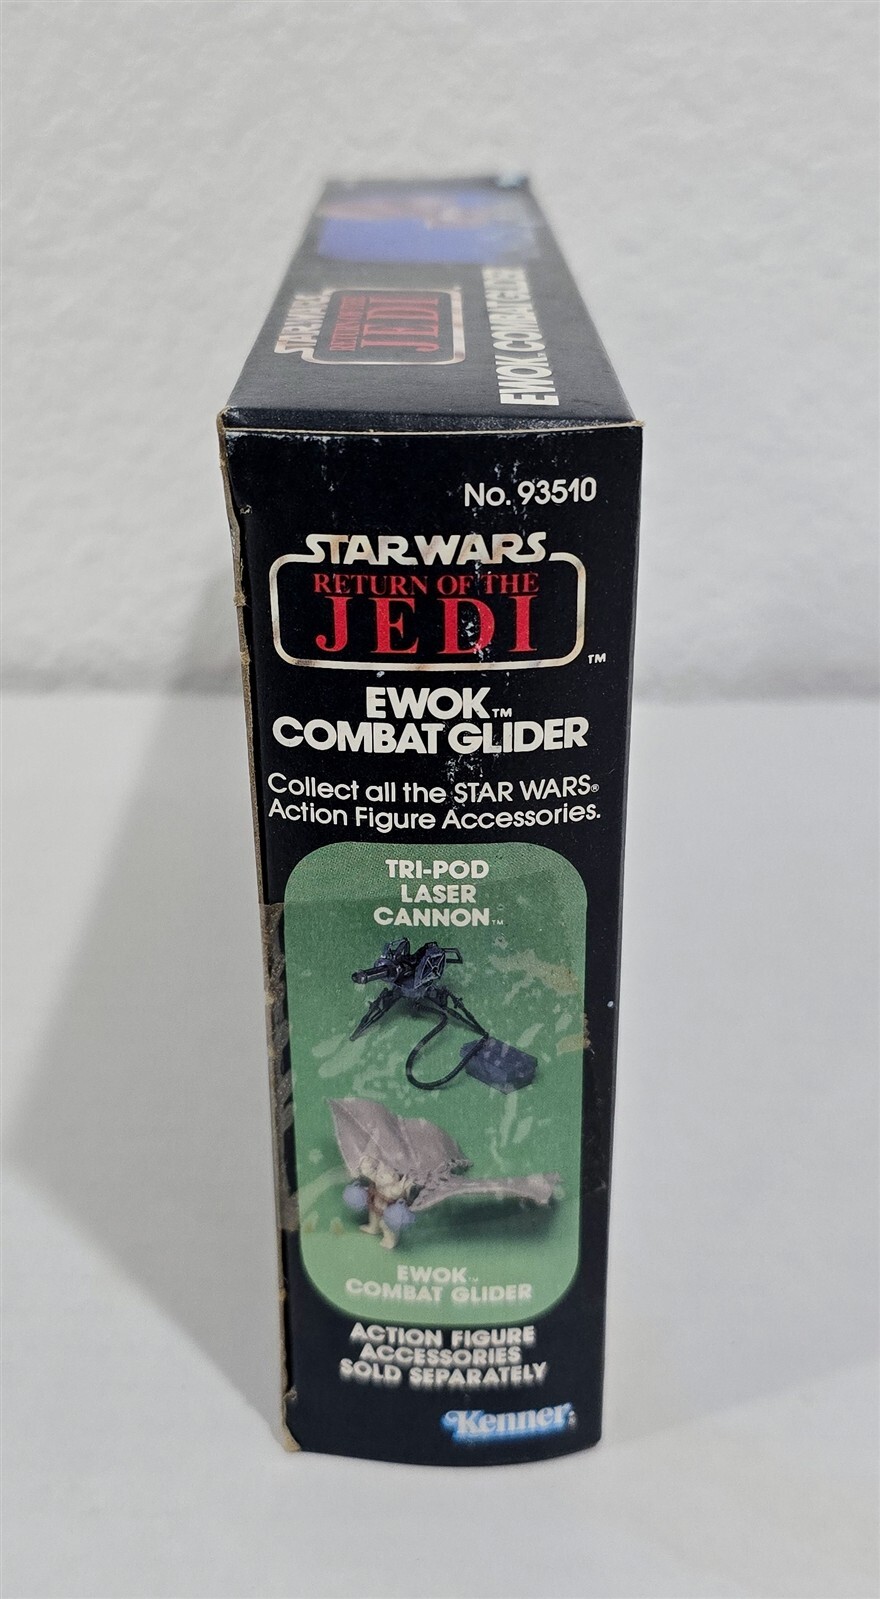 STAR WARS
RETURN OF THE
JEDI
EWOK COMBAT GLIDER
No. 93510
STAR WARS
RETURN OF THE
JEDI
TM
EWOK TM
COMBAT GLIDER
Collect all the STAR WARS®
Action Figure Accessories.
TRI-POD
LASER
CANNON™
EWOK™
COMBAT GLIDER
ACTION FIGURE
ACCESSORIES
SOLD SEPARATELY
Kenner